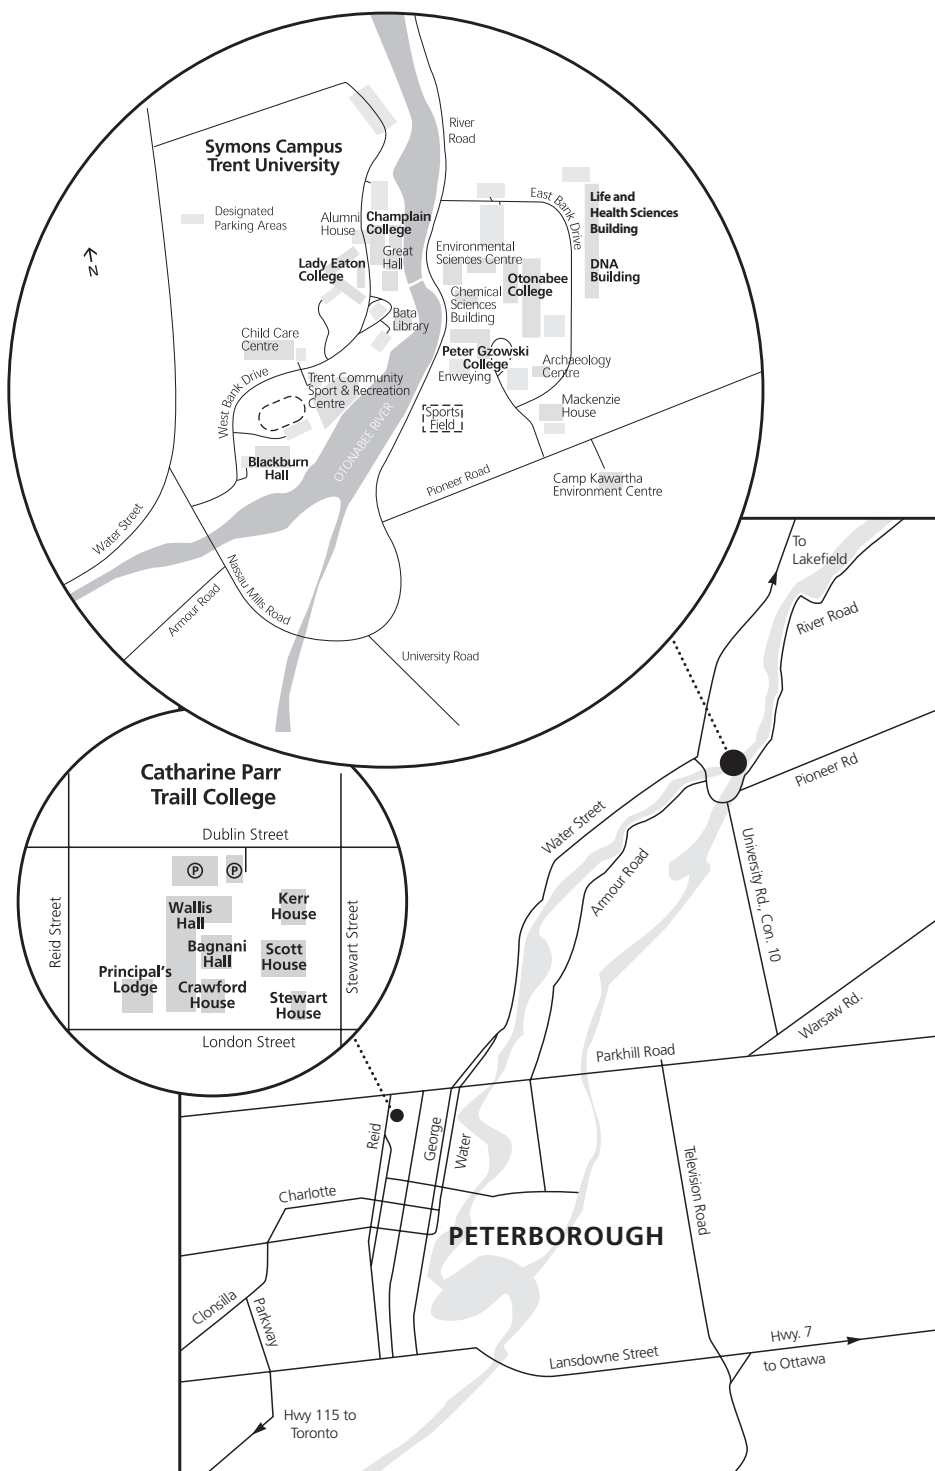 Symons Campus
Trent University
River
Road
Designated
Parking Areas
N
Alumni
House
Champlain
College
Great
Hall
Lady Eaton
College
East Bank Drive
Life and
Health Sciences
Building
DNA
Building
Environmental
Sciences Centre
Otonabee
College
Chemical
Sciences
Building
Bata
Library
Child Care
Centre
Peter Gzowski
College
Enweying
Archaeology
Centre
West Bank Drive
Trent Community
Sport & Recreation
Centre
Mackenzie
House
Sports
Field
OTONABEE RIVER
Blackburn
Hall
Pioneer Road
Camp Kawartha
Environment Centre
Water Street
Nassau Mills Road
Armour Road
University Road
To
Lakefield
River Road
Pioneer Rd
Water Street
Armour Road
University Rd., Con. 10
Warsaw Rd.
Catharine Parr
Traill College
Dublin Street
P
P
Reid Street
Stewart Street
Wallis
Hall
Kerr
House
Bagnani
Hall
Scott
House
Principal's
Lodge
Crawford
House
Stewart
House
London Street
Parkhill Road
Reid
George
Water
Television Road
Charlotte
PETERBOROUGH
Clonsilla
Parkway
Lansdowne Street
Hwy. 7
to Ottawa
Hwy 115 to
Toronto